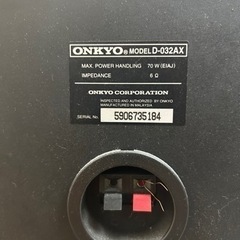 ONKYO® MODEL D-032AX
MAX. POWER HANDLING 70 W (EIAJ)
IMPEDANCE 6 Ω
ONKYO CORPORATION
INSPECTED AND AUTHORIZED BY ONKYO
MANUFACTURED IN MALAYSIA
SERIAL No. 5906735184